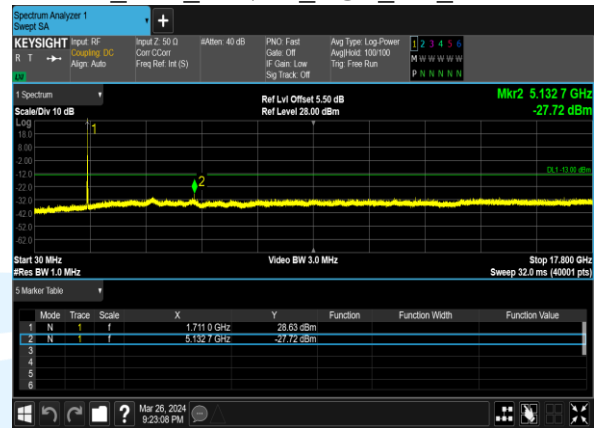 Spectrum Analyzer 1
Swept SA
KEYSIGHT Input: RF Input Z: 50 Ω #Atten: 40 dB PNO: Fast Avg Type: Log-Power 1 2 3 4 5 6
R T Coupling: DC Corr CCorr Gate: Off Avg|Hold: 100/100 M W W W W W
Align: Auto Freq Ref: Int (S) IF Gain: Low Trig: Free Run
Sig Track: Off P N N N N N
1 Spectrum Ref Lvl Offset 5.50 dB Mkr2 5.132 7 GHz
Scale/Div 10 dB Ref Level 28.00 dBm -27.72 dBm
Log
18.0
8.00
-2.00
-12.0
-22.0
-32.0
-42.0
-52.0
-62.0
1
2
DL1 -13.00 dBm
Start 30 MHz Video BW 3.0 MHz Stop 17.800 GHz
#Res BW 1.0 MHz Sweep 32.0 ms (40001 pts)
5 Marker Table
Mode Trace Scale X Y Function Function Width Function Value
1 N 1 f 1.711 0 GHz 28.63 dBm
2 N 1 f 5.132 7 GHz -27.72 dBm
3
4
5
6
? Mar 26, 2024
9:23:08 PM